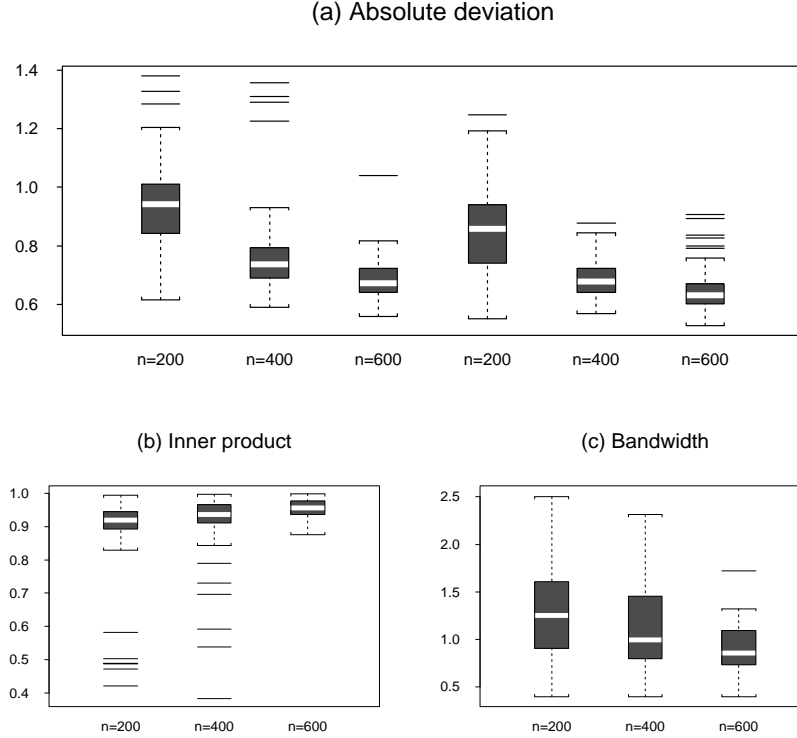 (a) Absolute deviation
1.4
1.2
1.0
0.8
0.6
n=200 n=400 n=600 n=200 n=400 n=600
(b) Inner product
1.0
0.9
0.8
0.7
0.6
0.5
0.4
n=200 n=400 n=600
(c) Bandwidth
2.5
2.0
1.5
1.0
0.5
n=200 n=400 n=600